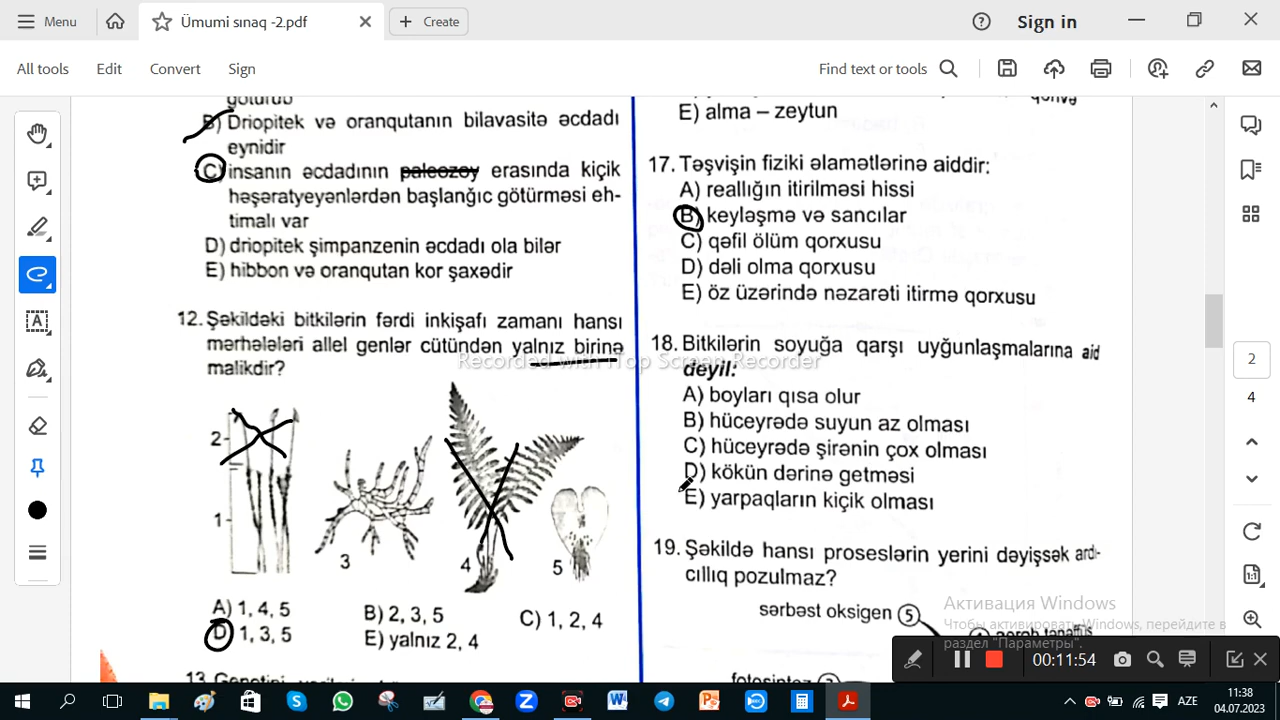 Menu
Ümumi sınaq -2.pdf
Create
Sign in
All tools
Edit
Convert
Sign
Find text or tools
götürüb
B) Driopitek və oranqutanın bilavasitə əcdadı
eynidir
C) insanın əcdadının paleozoy erasında kiçik
həşəratyeyənlərdən başlanğıc götürməsi eh-
timalı var
D) driopitek şimpanzenin əcdadı ola bilər
E) hibbon və oranqutan kor şaxədir
12. Şəkildəki bitkilərin fərdi inkişafı zamanı hansı
mərhələləri allel genlər cütündən yalnız birinə
malikdir?
2
1
3
4
5
A) 1, 4, 5
B) 2, 3, 5
C) 1, 2, 4
D) 1, 3, 5
E) yalnız 2, 4
E) alma – zeytun
17. Təşvişin fiziki əlamətlərinə aiddir:
A) reallığın itirilməsi hissi
B) keyləşmə və sancılar
C) qəfil ölüm qorxusu
D) dəli olma qorxusu
E) öz üzərində nəzarəti itirmə qorxusu
18. Bitkilərin soyuğa qarşı uyğunlaşmalarına aid
deyil:
A) boyları qısa olur
B) hüceyrədə suyun az olması
C) hüceyrədə şirənin çox olması
D) kökün dərinə getməsi
E) yarpaqların kiçik olması
19. Şəkildə hansı proseslərin yerini dəyişsək ardı-
cıllıq pozulmaz?
sərbəst oksigen 5
fotosintez
Recorded with iTop Screen Recorder
2
4
1:1
Активация Windows
Чтобы активировать Windows, перейдите в
раздел "Параметры".
00:11:54
AZE
11:38
04.07.2023